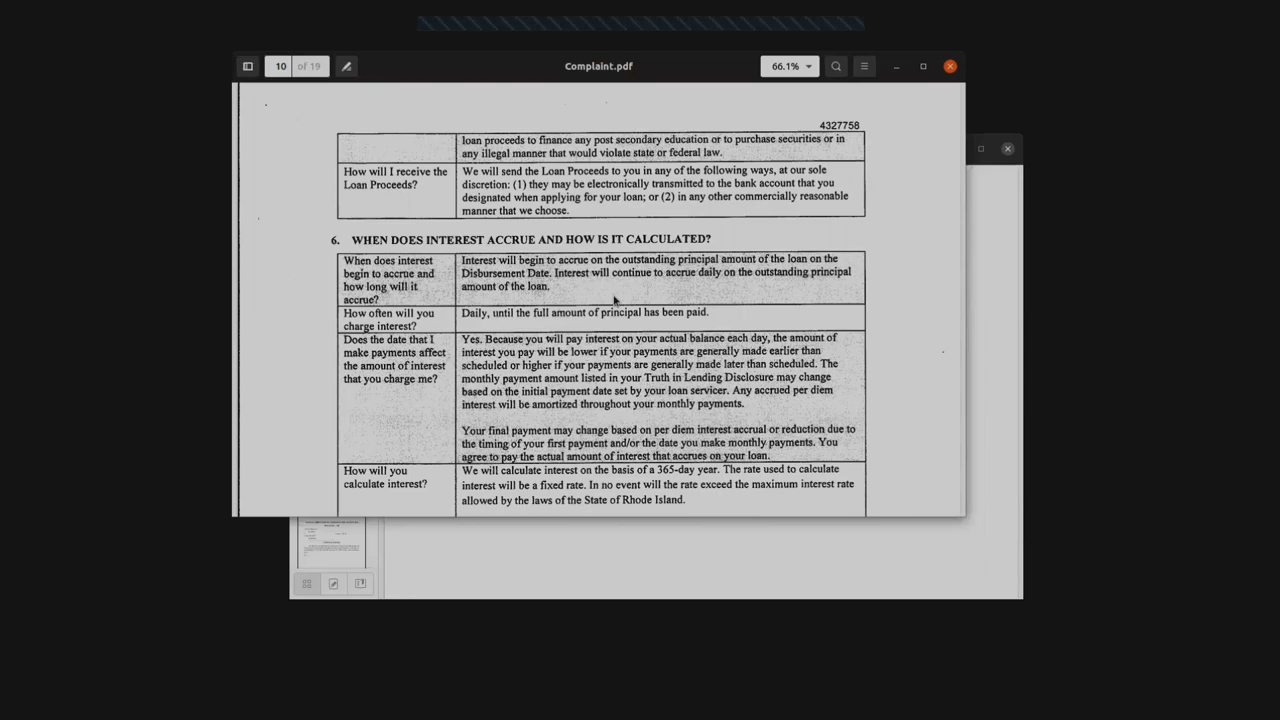 10 of 19
Complaint.pdf
66.1%
4327758
loan proceeds to finance any post secondary education or to purchase securities or in
any illegal manner that would violate state or federal law.
How will I receive the Loan Proceeds?
We will send the Loan Proceeds to you in any of the following ways, at our sole
discretion: (1) they may be electronically transmitted to the bank account that you
designated when applying for your loan; or (2) in any other commercially reasonable
manner that we choose.
6. WHEN DOES INTEREST ACCRUE AND HOW IS IT CALCULATED?
When does interest
begin to accrue and
how long will it
accrue?
Interest will begin to accrue on the outstanding principal amount of the loan on the
Disbursement Date. Interest will continue to accrue daily on the outstanding principal
amount of the loan.
How often will you
charge interest?
Daily, until the full amount of principal has been paid.
Does the date that I
make payments affect
the amount of interest
that you charge me?
Yes. Because you will pay interest on your actual balance each day, the amount of
interest you pay will be lower if your payments are generally made earlier than
scheduled or higher if your payments are generally made later than scheduled. The
monthly payment amount listed in your Truth in Lending Disclosure may change
based on the initial payment date set by your loan servicer. Any accrued per diem
interest will be amortized throughout your monthly payments.
Your final payment may change based on per diem interest accrual or reduction due to
the timing of your first payment and/or the date you make monthly payments. You
agree to pay the actual amount of interest that accrues on your loan.
How will you
calculate interest?
We will calculate interest on the basis of a 365-day year. The rate used to calculate
interest will be a fixed rate. In no event will the rate exceed the maximum interest rate
allowed by the laws of the State of Rhode Island.